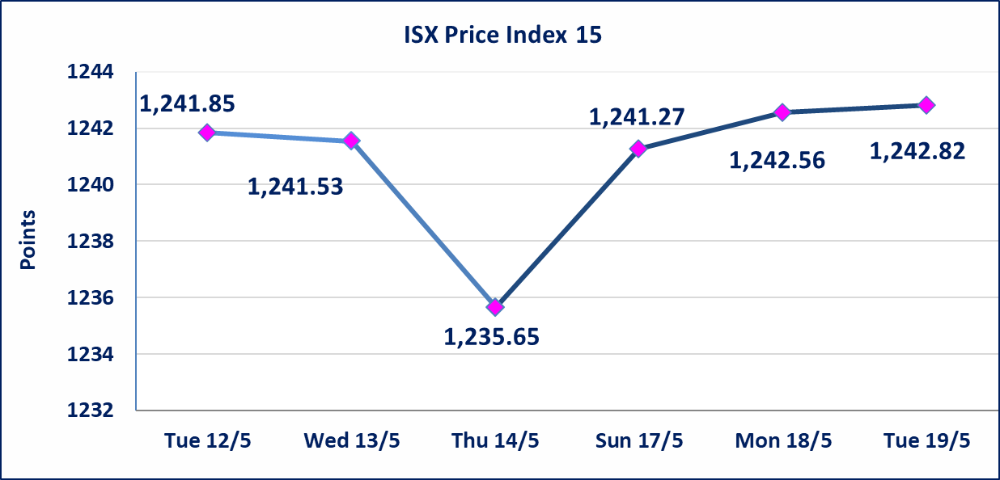 ISX Price Index 15
1244
1242
1240
1238
1236
1234
1232
Points
1,241.85
1,241.53
1,235.65
1,241.27
1,242.56
1,242.82
Tue 12/5
Wed 13/5
Thu 14/5
Sun 17/5
Mon 18/5
Tue 19/5